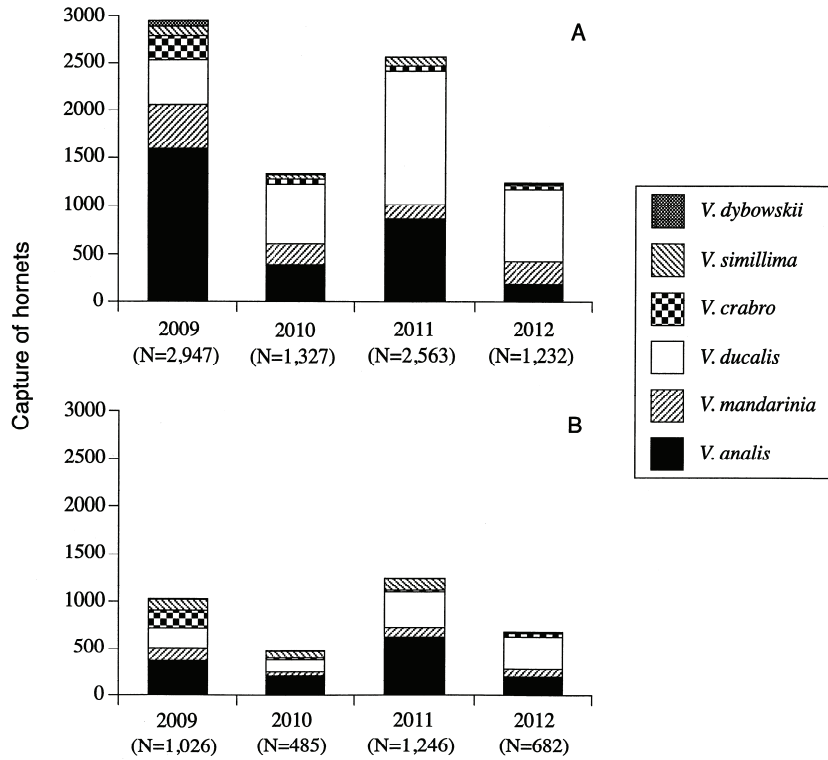 Capture of hornets
A
3000
2500
2000
1500
1000
500
0
2009 2010 2011 2012
(N=2,947) (N=1,327) (N=2,563) (N=1,232)
V. dybowskii
V. simillima
V. crabro
V. ducalis
V. mandarinia
V. analis
B
3000
2500
2000
1500
1000
500
0
2009 2010 2011 2012
(N=1,026) (N=485) (N=1,246) (N=682)